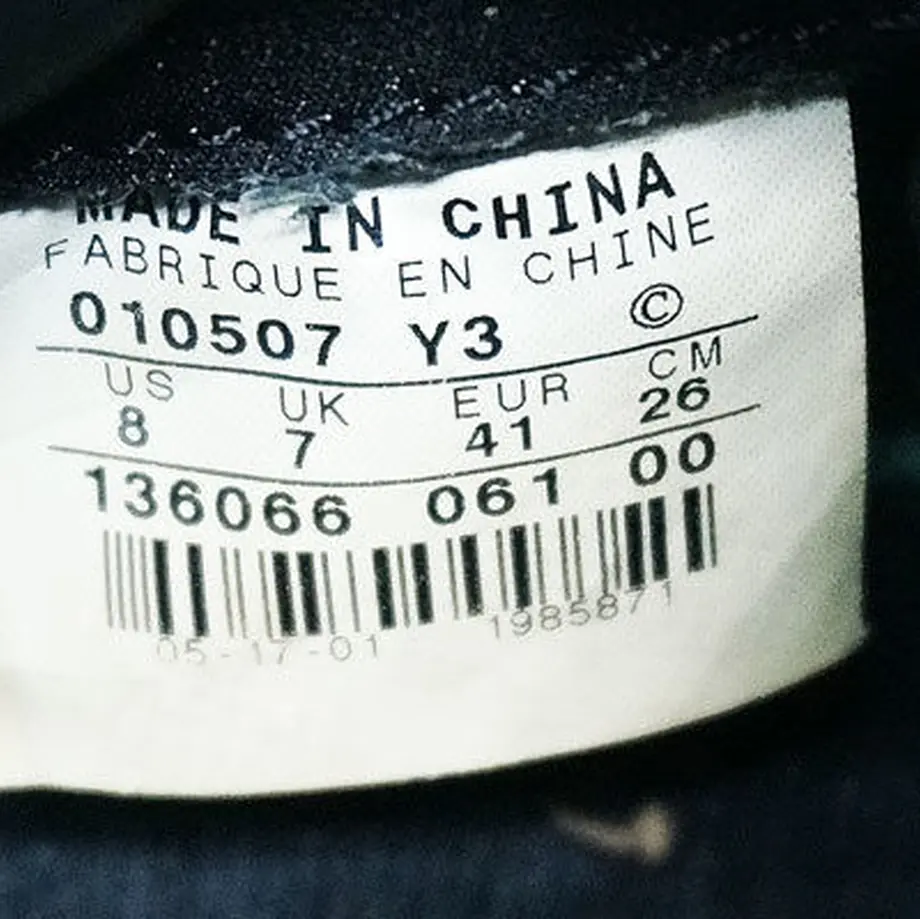 MADE IN CHINA
FABRIQUE EN CHINE
010507 Y3 ©
US UK EUR CM
8 7 41 26
136066 061 00
05-17-01 1985871